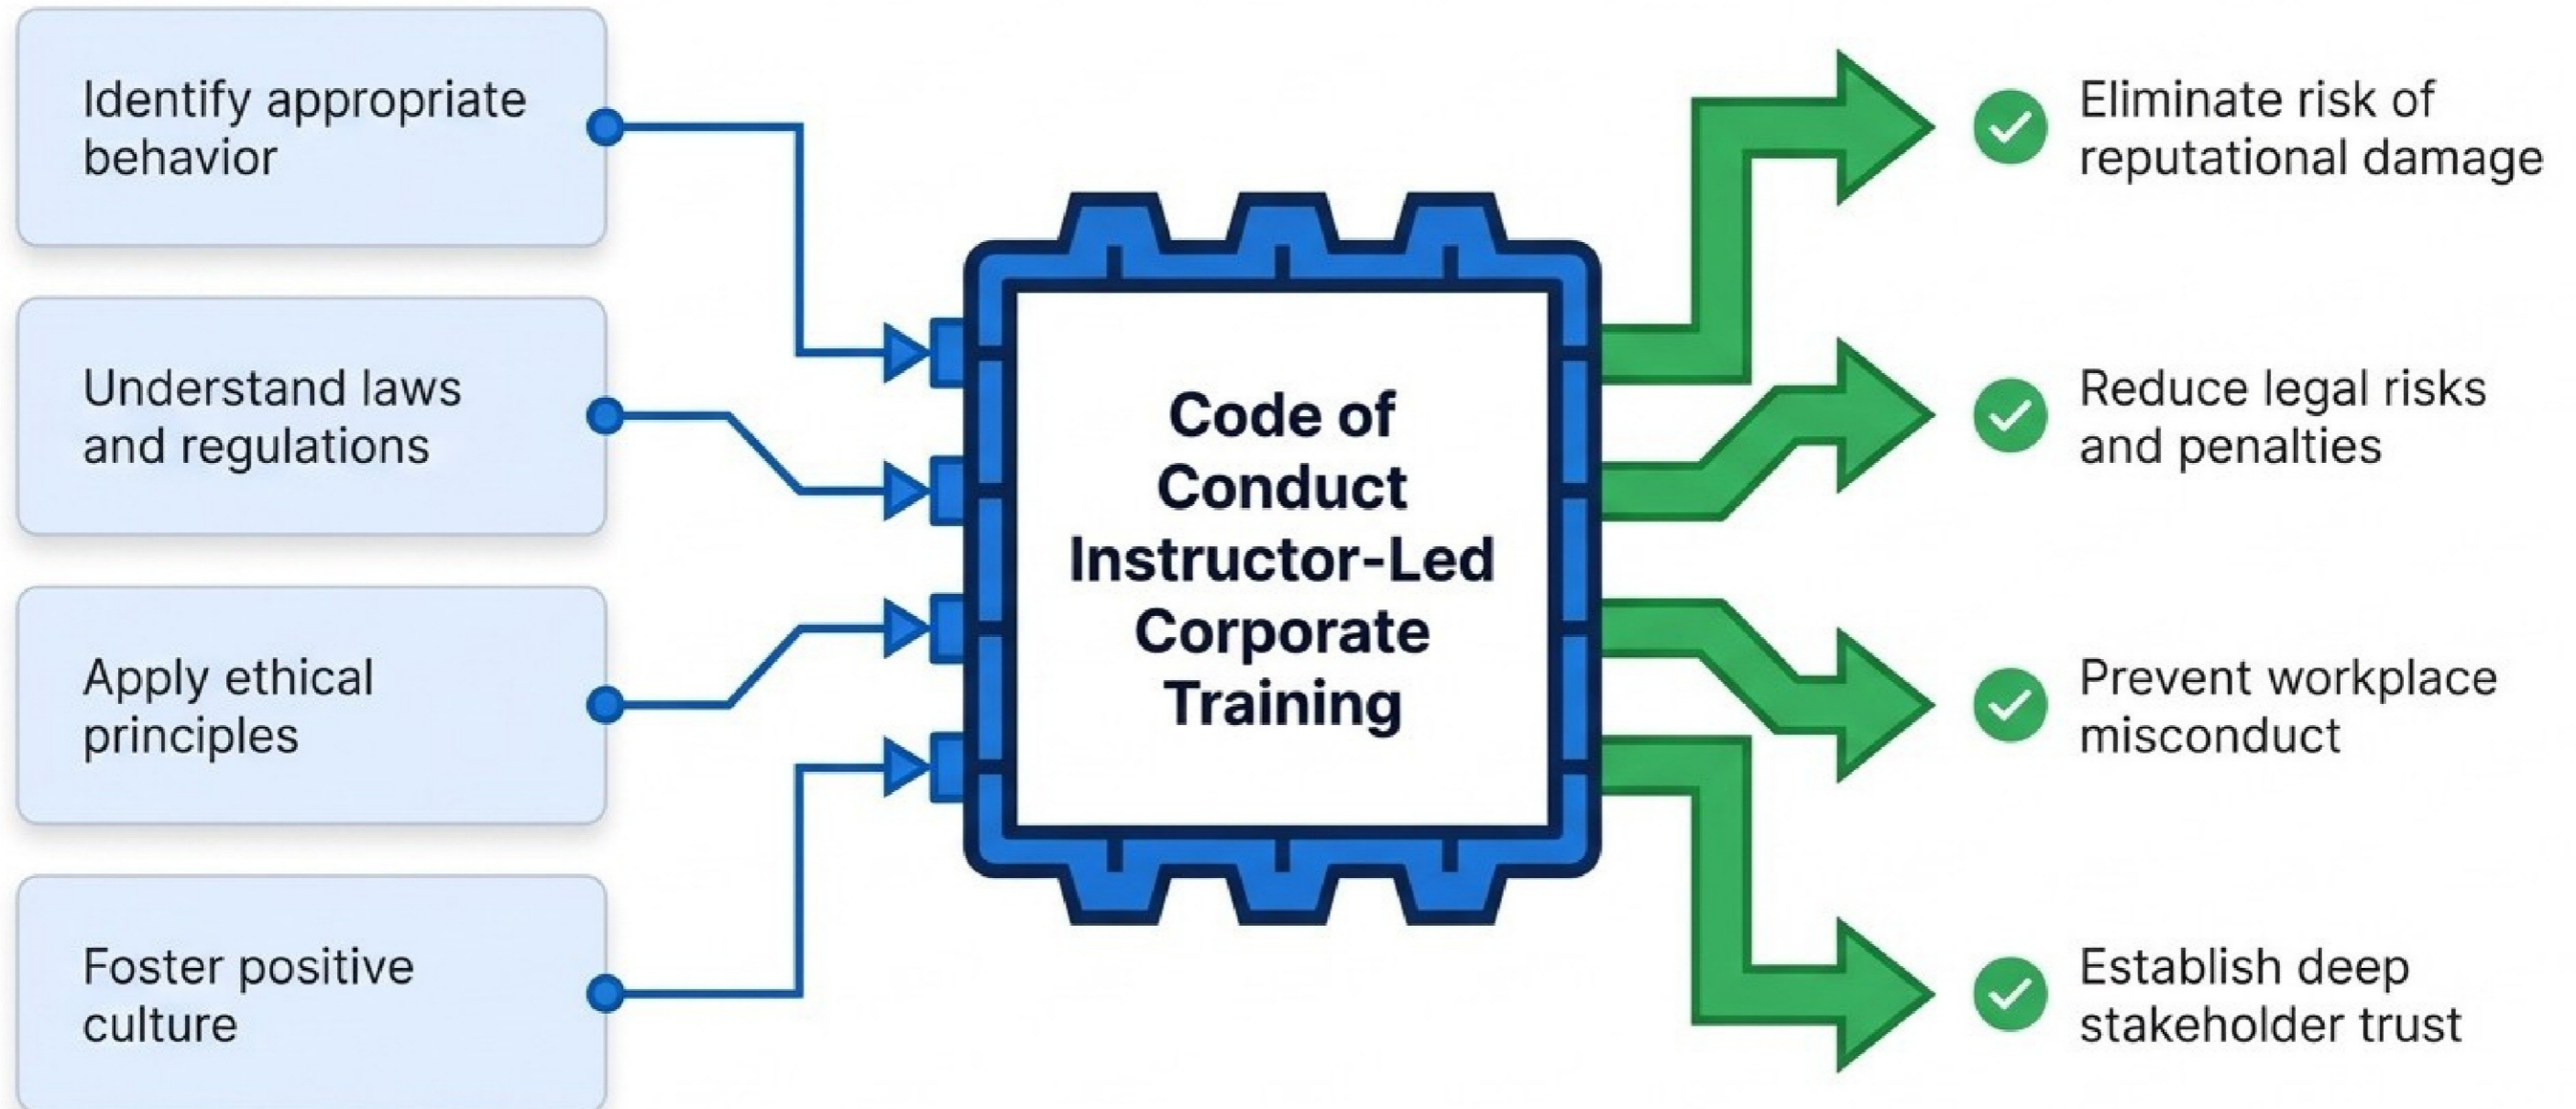 Identify appropriate
behavior
Understand laws
and regulations
Apply ethical
principles
Foster positive
culture
Code of
Conduct
Instructor-Led
Corporate
Training
Eliminate risk of
reputational damage
Reduce legal risks
and penalties
Prevent workplace
misconduct
Establish deep
stakeholder trust